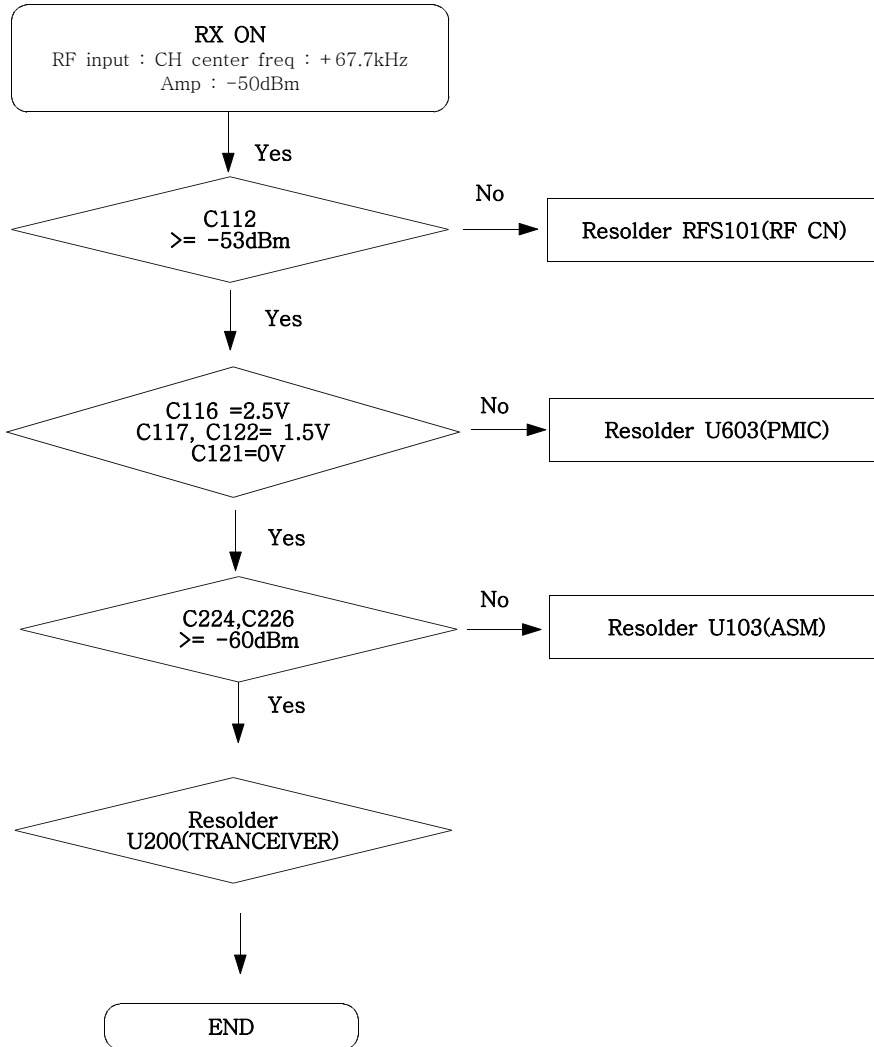 RX ON
RF input : CH center freq : +67.7kHz
Amp : -50dBm
Yes
C112
>= -53dBm
No
Resolder RFS101(RF CN)
Yes
C116 =2.5V
C117, C122= 1.5V
C121=0V
No
Resolder U603(PMIC)
Yes
C224,C226
>= -60dBm
No
Resolder U103(ASM)
Yes
Resolder
U200(TRANCEIVER)
END